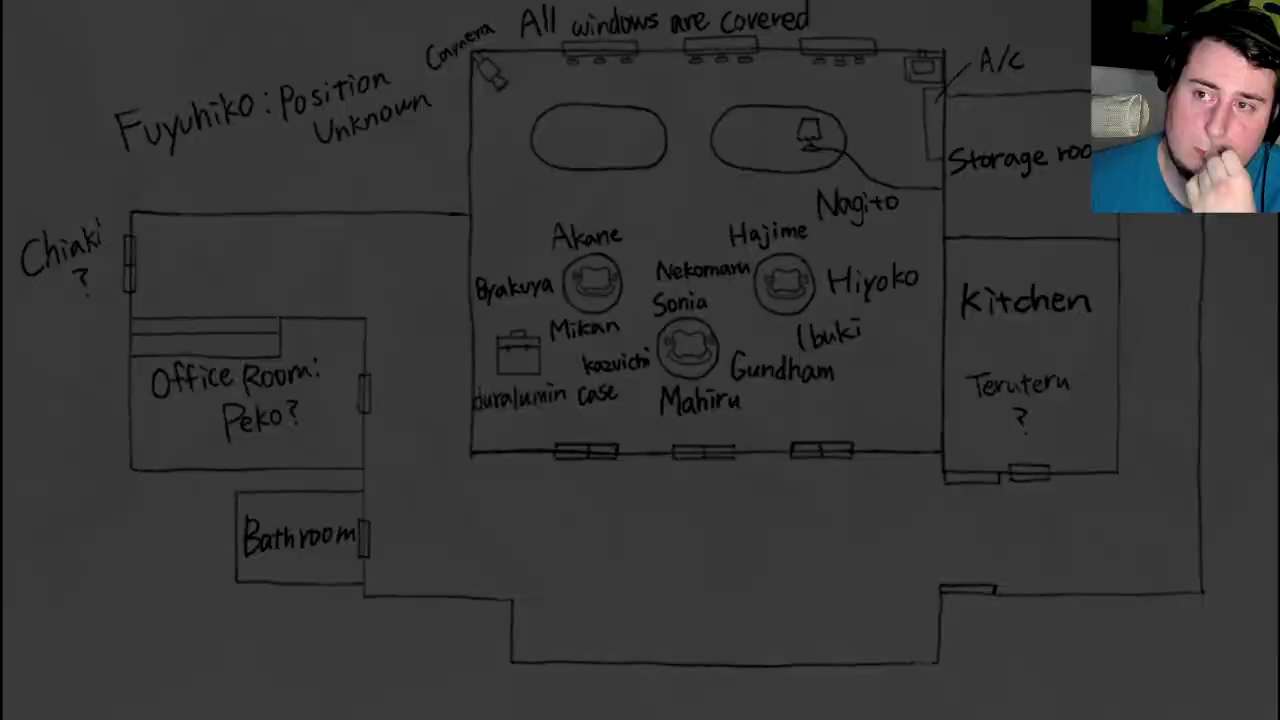 All windows are covered
Camera
A/C
Fuyuhiko: Position
Unknown
Storage roo
Nagito
Chiaki
?
Akane
Hajime
Byakuya
Nekomaru
Hiyoko
Sonia
Kitchen
Mikan
Ibuki
kazuichi
Gundham
Office Room:
Peko?
duralumin case
Mahiru
Teruteru
?
Bathroom